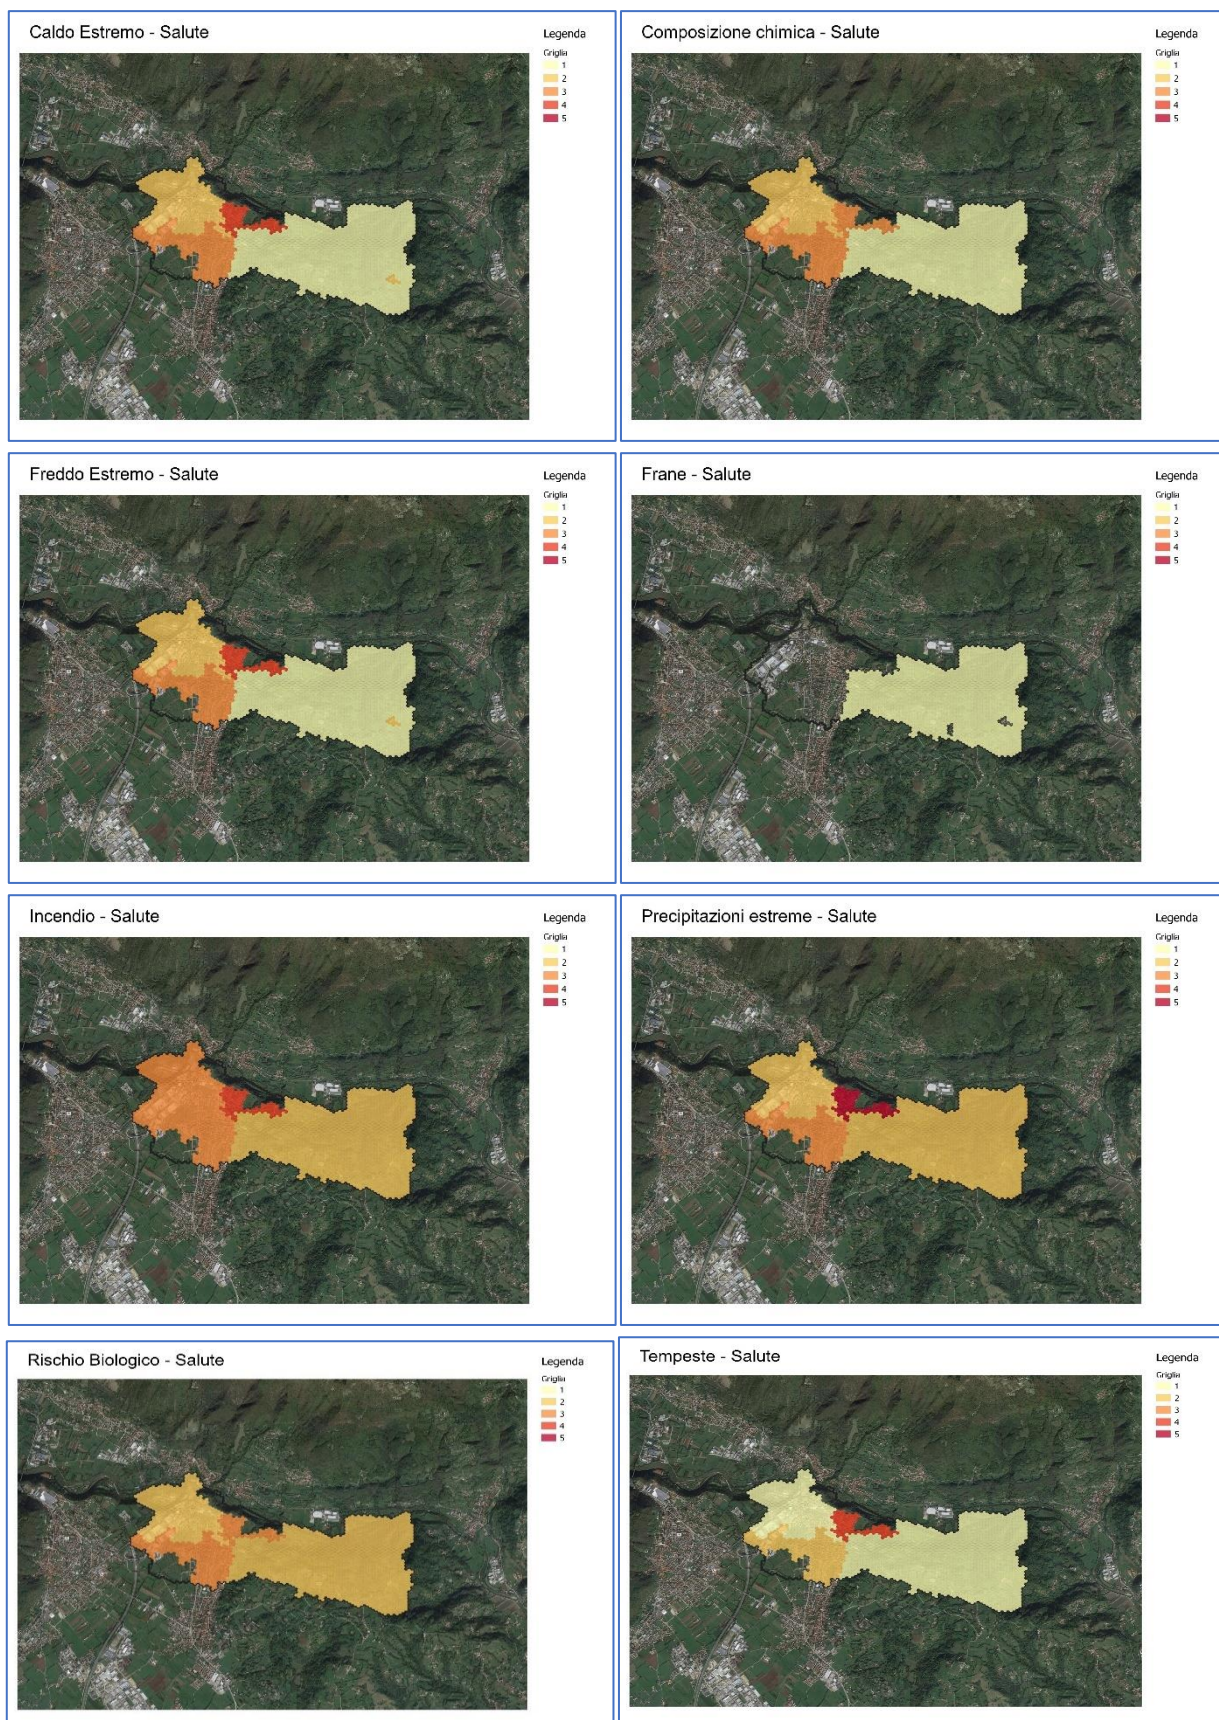 Caldo Estremo - Salute
Legenda
Griglia
1
2
3
4
5
Composizione chimica - Salute
Legenda
Griglia
1
2
3
4
5
Freddo Estremo - Salute
Legenda
Griglia
1
2
3
4
5
Frane - Salute
Legenda
Griglia
1
2
3
4
5
Incendio - Salute
Legenda
Griglia
1
2
3
4
5
Precipitazioni estreme - Salute
Legenda
Griglia
1
2
3
4
5
Rischio Biologico - Salute
Legenda
Griglia
1
2
3
4
5
Tempeste - Salute
Legenda
Griglia
1
2
3
4
5